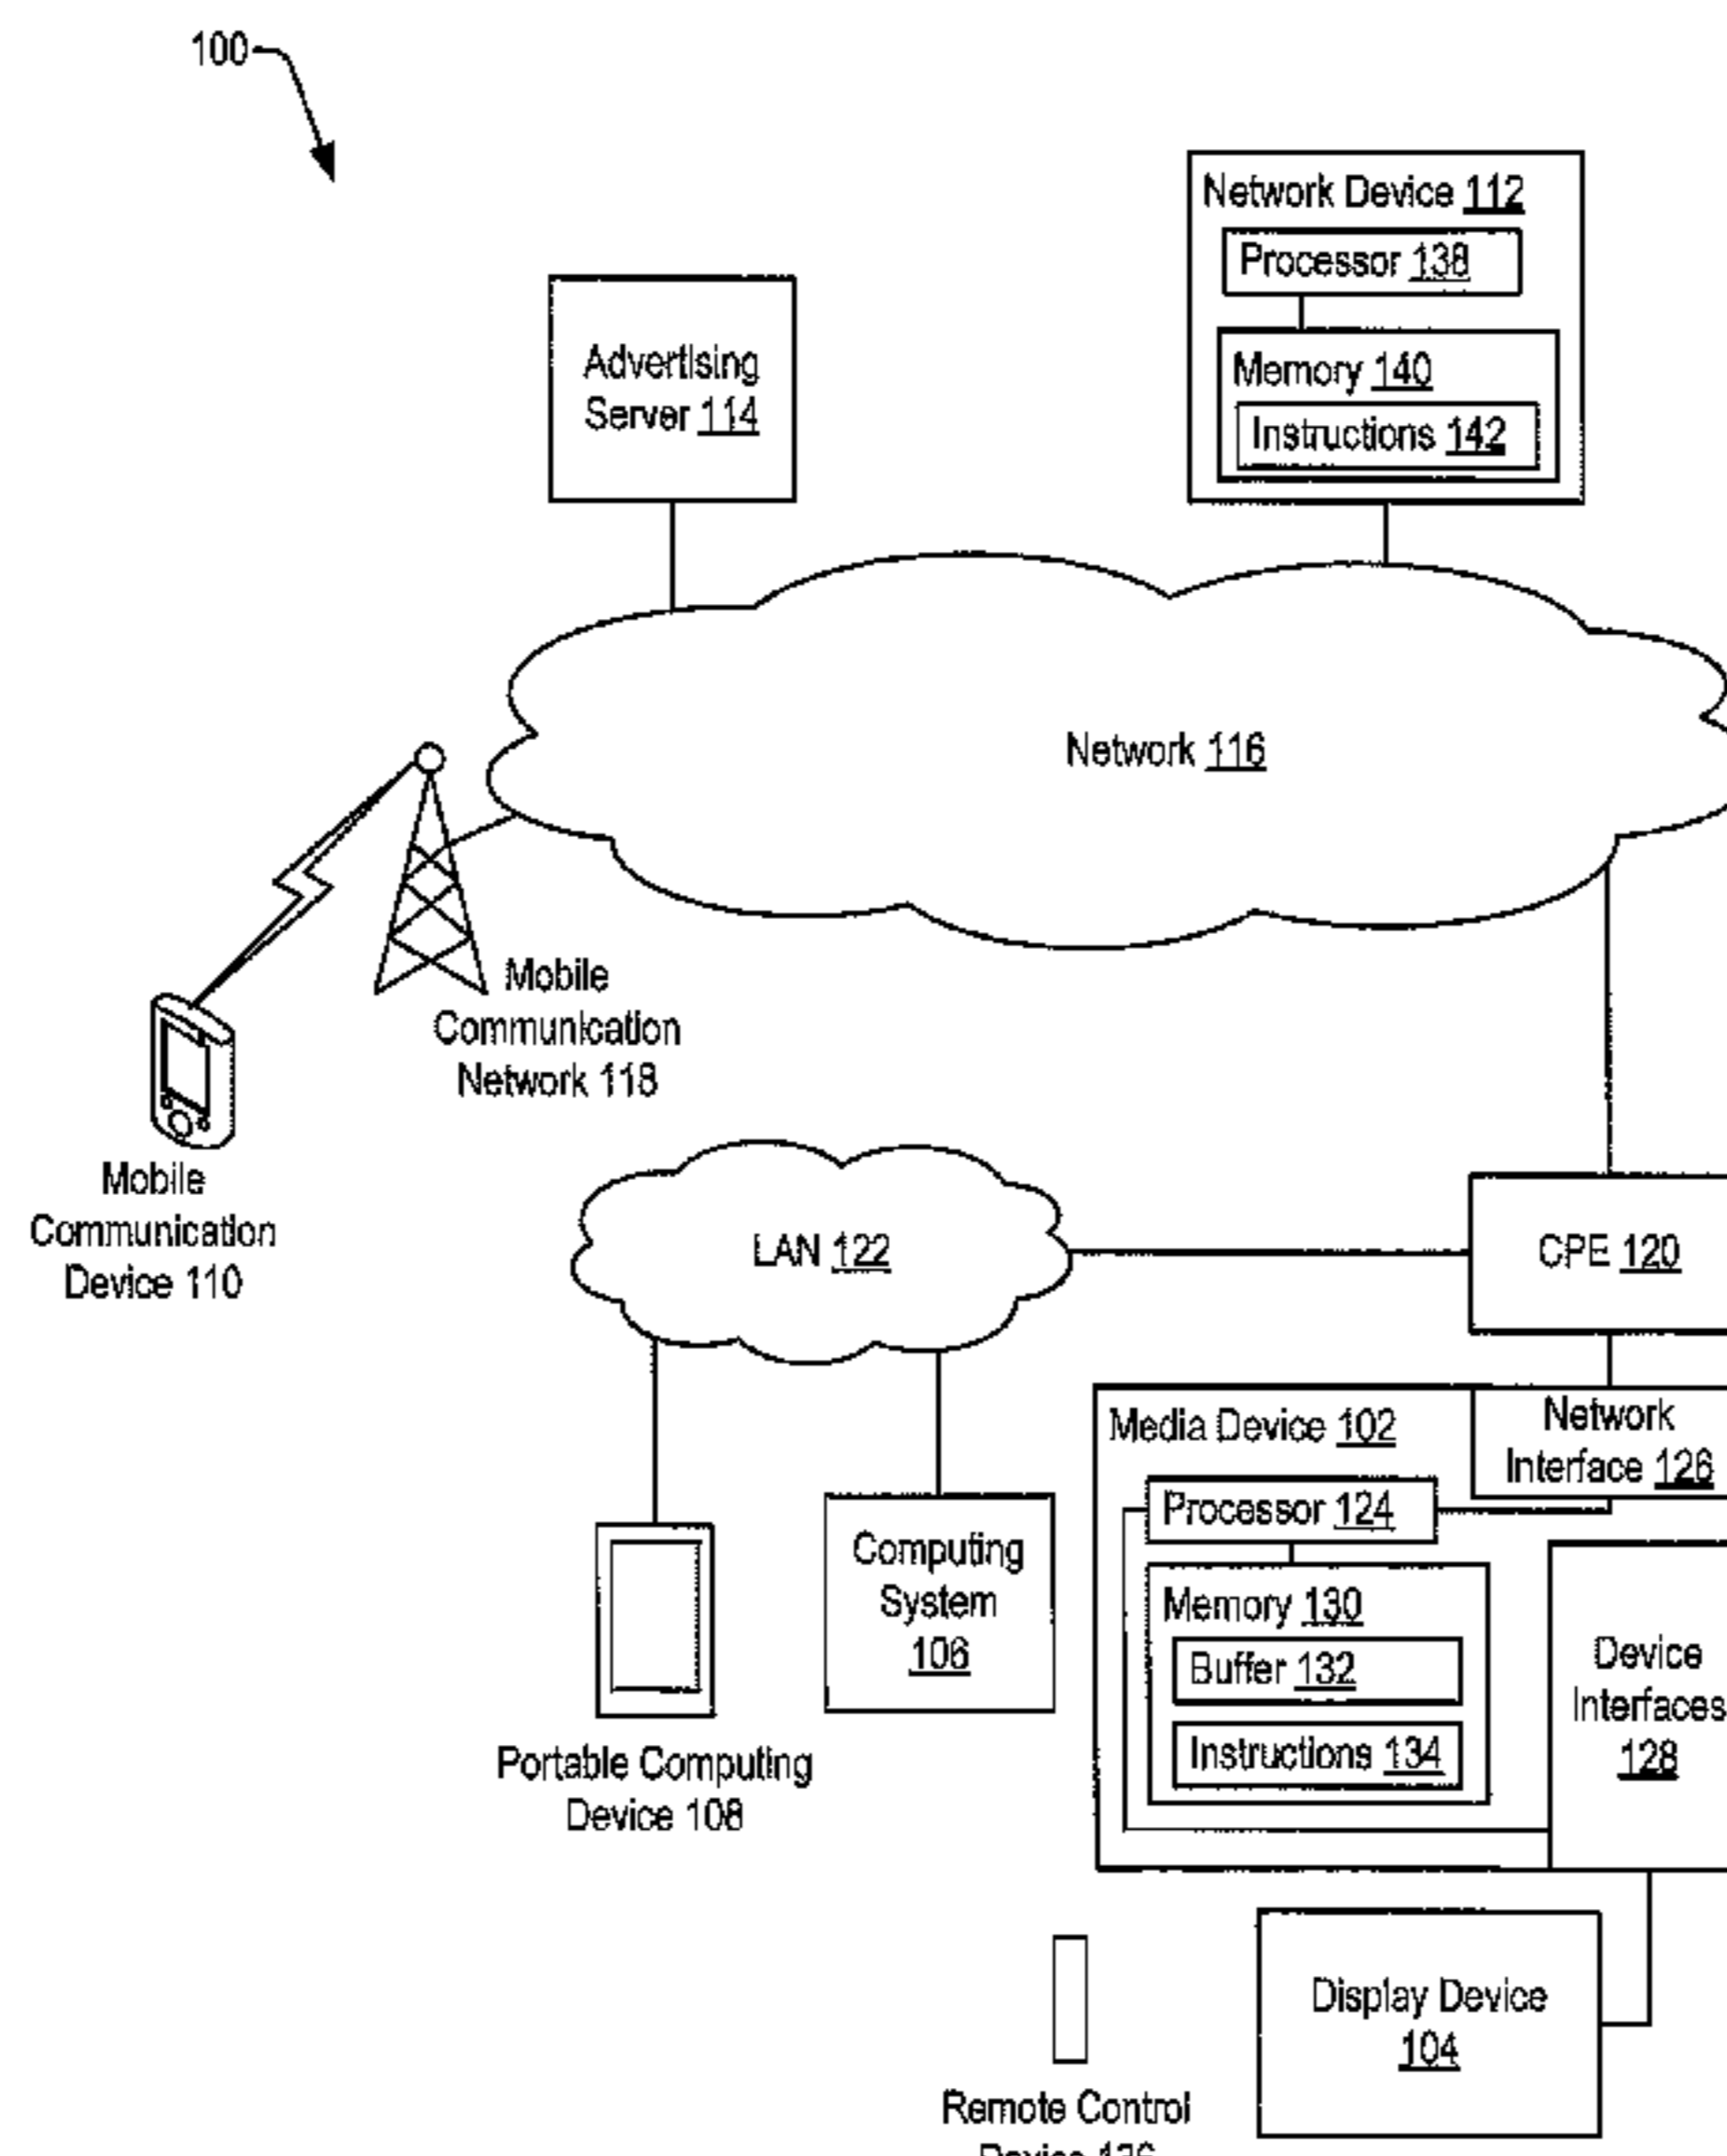 100
Network Device 112
Processor 138
Memory 140
Instructions 142
Advertising
Server 114
Network 116
Mobile
Communication
Network 118
Mobile
Communication
Device 110
LAN 122
CPE 120
Media Device 102
Network
Interface 126
Processor 124
Memory 130
Buffer 132
Instructions 134
Device
Interfaces
128
Computing
System
106
Portable Computing
Device 108
Display Device
104
Remote Control
Device 136